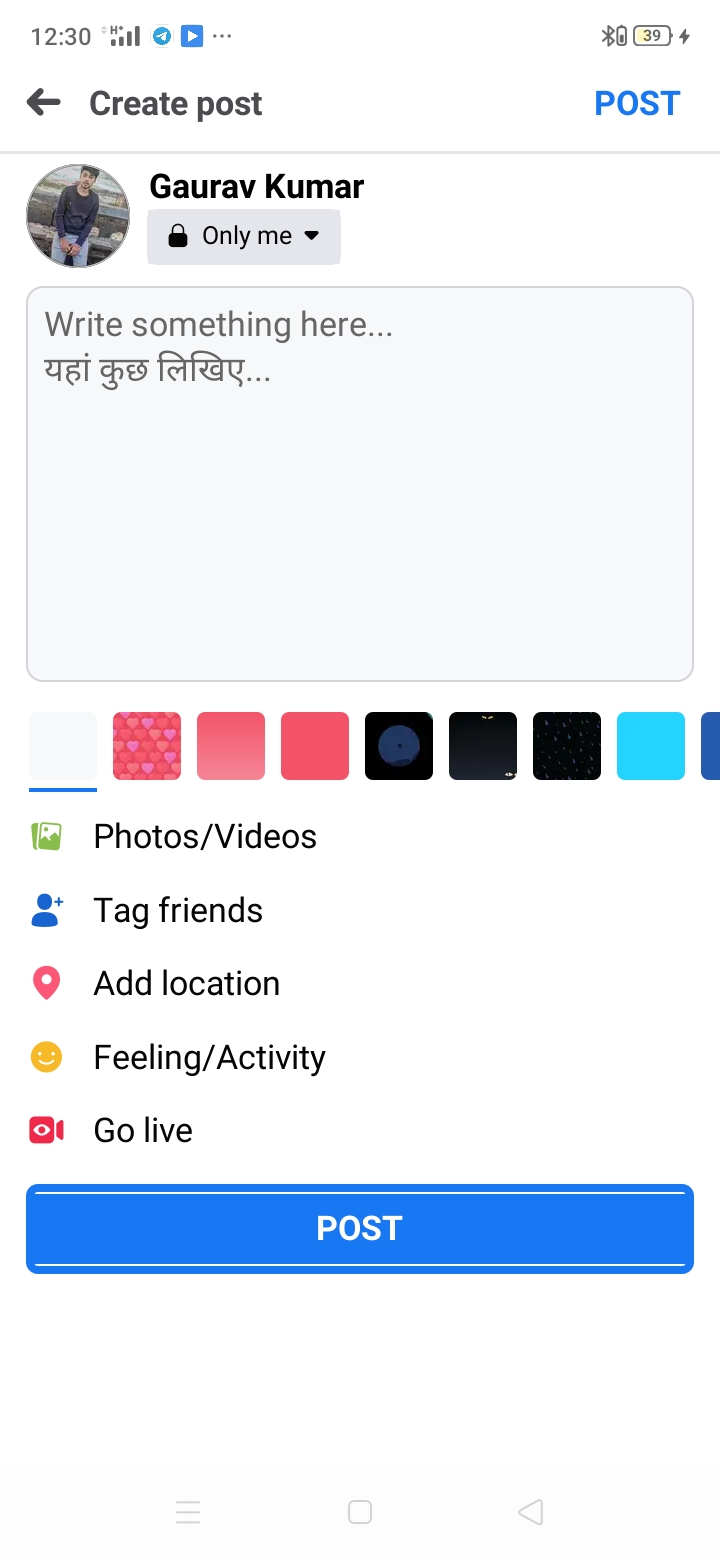 12:30 H+ ...
39
Create post
POST
Gaurav Kumar
Only me
Write something here...
यहां कुछ लिखिए...
Photos/Videos
Tag friends
Add location
Feeling/Activity
Go live
POST